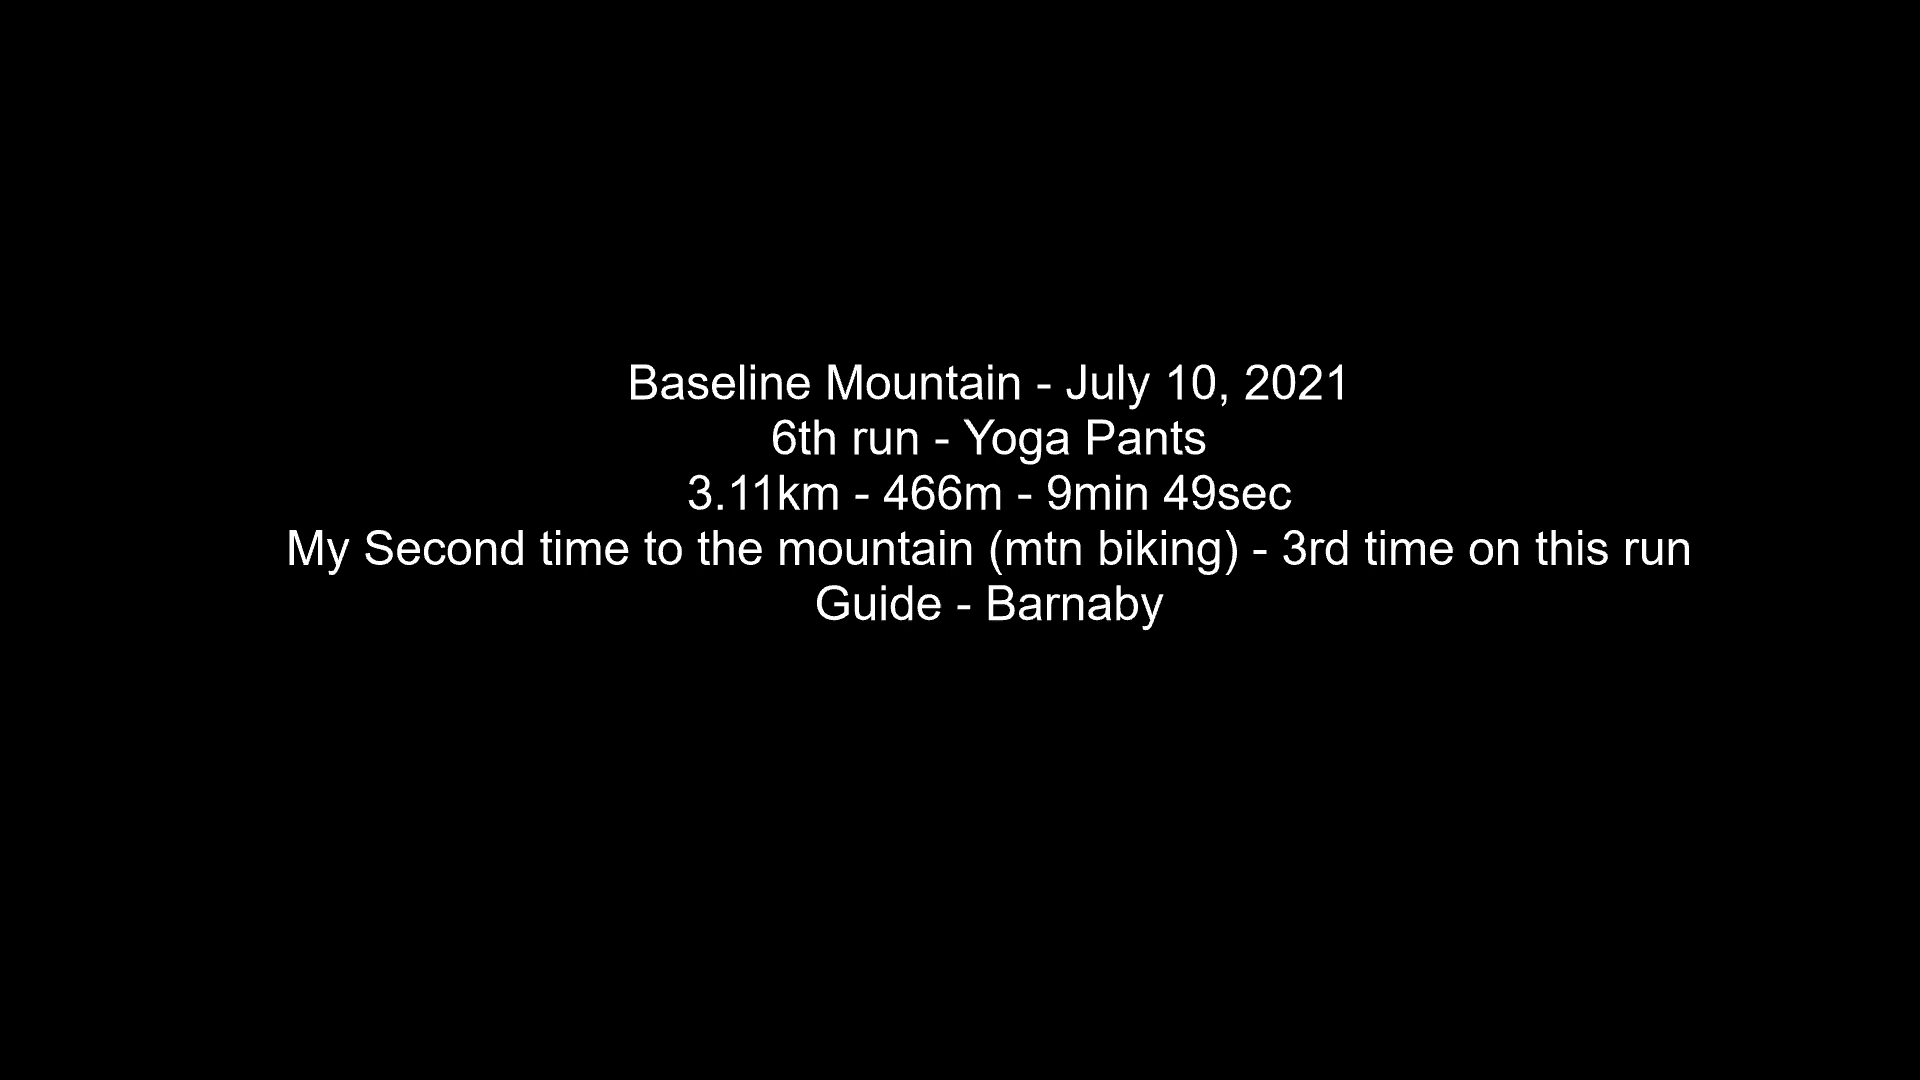 Baseline Mountain - July 10, 2021
6th run - Yoga Pants
3.11km - 466m - 9min 49sec
My Second time to the mountain (mtn biking) - 3rd time on this run
Guide - Barnaby